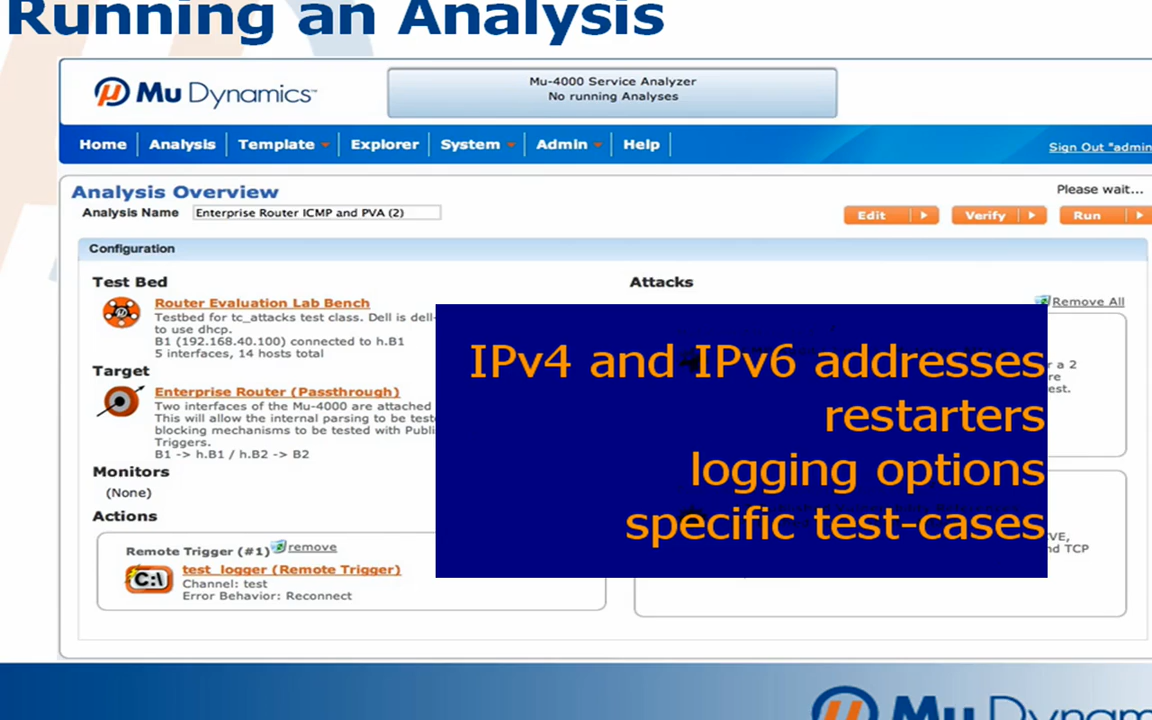 Running an Analysis
Mu Dynamics
Mu-4000 Service Analyzer
No running Analyses
Home
Analysis
Template
Explorer
System
Admin
Help
Sign Out "admin
Analysis Overview
Please wait...
Analysis Name
Enterprise Router ICMP and PVA (2)
Edit
Verify
Run
Configuration
Test Bed
Router Evaluation Lab Bench
Testbed for tc_attacks test class. Dell is dell-
to use dhcp.
B1 (192.168.40.100) connected to h.B1
5 interfaces, 14 hosts total
Target
Enterprise Router (Passthrough)
Two interfaces of the Mu-4000 are attached
This will allow the internal parsing to be teste
blocking mechanisms to be tested with Publi
Triggers.
B1 -> h.B1 / h.B2 -> B2
Monitors
(None)
Actions
Remote Trigger (#1) remove
C:\
test_logger (Remote Trigger)
Channel: test
Error Behavior: Reconnect
Attacks
Remove All
r a 2
re
est.
VE,
nd TCP
IPv4 and IPv6 addresses
restarters
logging options
specific test-cases
Mu Dynam